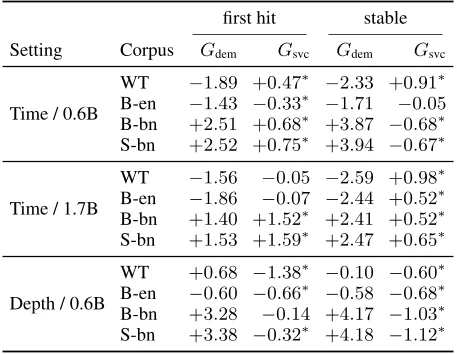 first hit stable
Setting Corpus G_dem G_svc G_dem G_svc
WT −1.89 +0.47* −2.33 +0.91*
B-en −1.43 −0.33* −1.71 −0.05
Time / 0.6B
B-bn +2.51 +0.68* +3.87 −0.68*
S-bn +2.52 +0.75* +3.94 −0.67*
WT −1.56 −0.05 −2.59 +0.98*
B-en −1.86 −0.07 −2.44 +0.52*
Time / 1.7B
B-bn +1.40 +1.52* +2.41 +0.52*
S-bn +1.53 +1.59* +2.47 +0.65*
WT +0.68 −1.38* −0.10 −0.60*
B-en −0.60 −0.66* −0.58 −0.68*
Depth / 0.6B
B-bn +3.28 −0.14 +4.17 −1.03*
S-bn +3.38 −0.32* +4.18 −1.12*